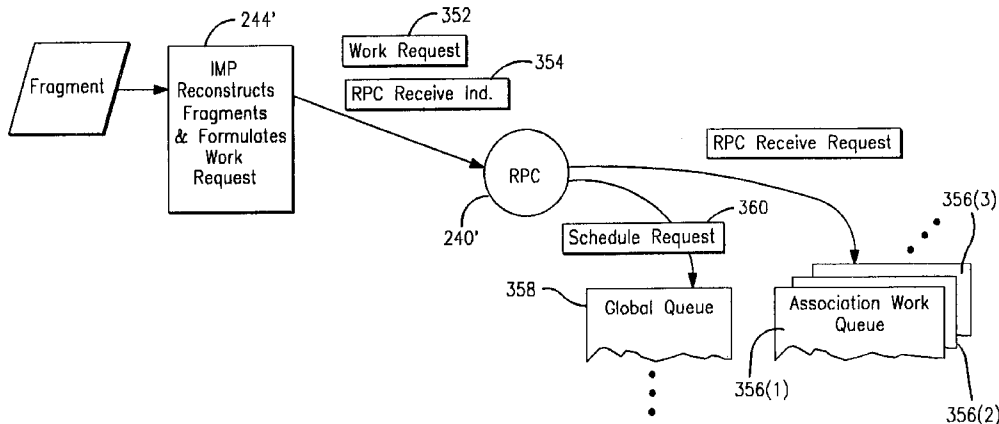 244'
352
Work Request
354
RPC Receive Ind.
Fragment
IMP
Reconstructs
Fragments
& Formulates
Work
Request
RPC Receive Request
RPC
240'
360
Schedule Request
356(3)
358
Global Queue
Association Work
Queue
356(1)
356(2)